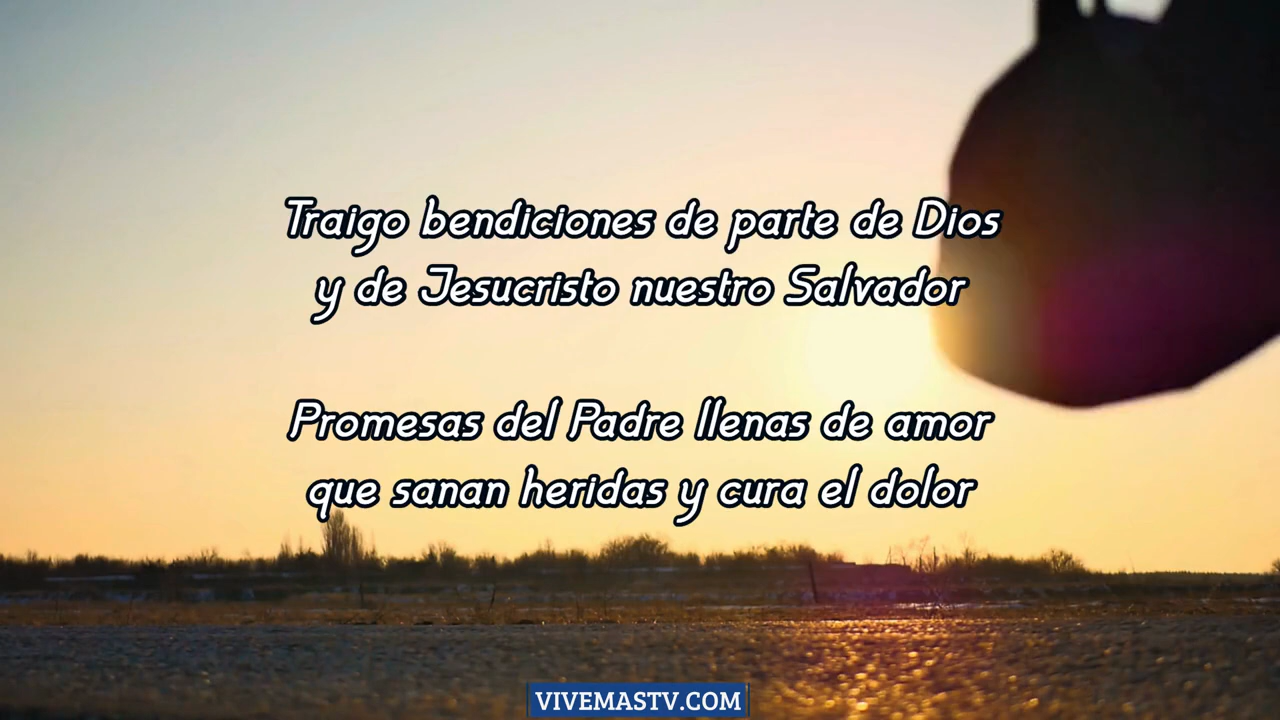 Traigo bendiciones de parte de Dios
y de Jesucristo nuestro Salvador
Promesas del Padre llenas de amor
que sanan heridas y cura el dolor
VIVEMASTV.COM